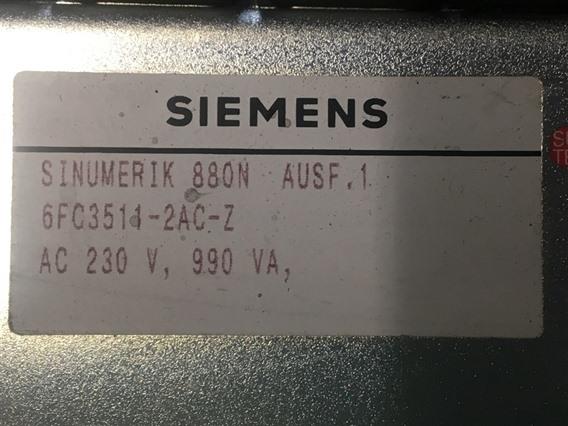 SIEMENS
SINUMERIK 880N AUSF.1
6FC3511-2AC-Z
AC 230 V, 990 VA,